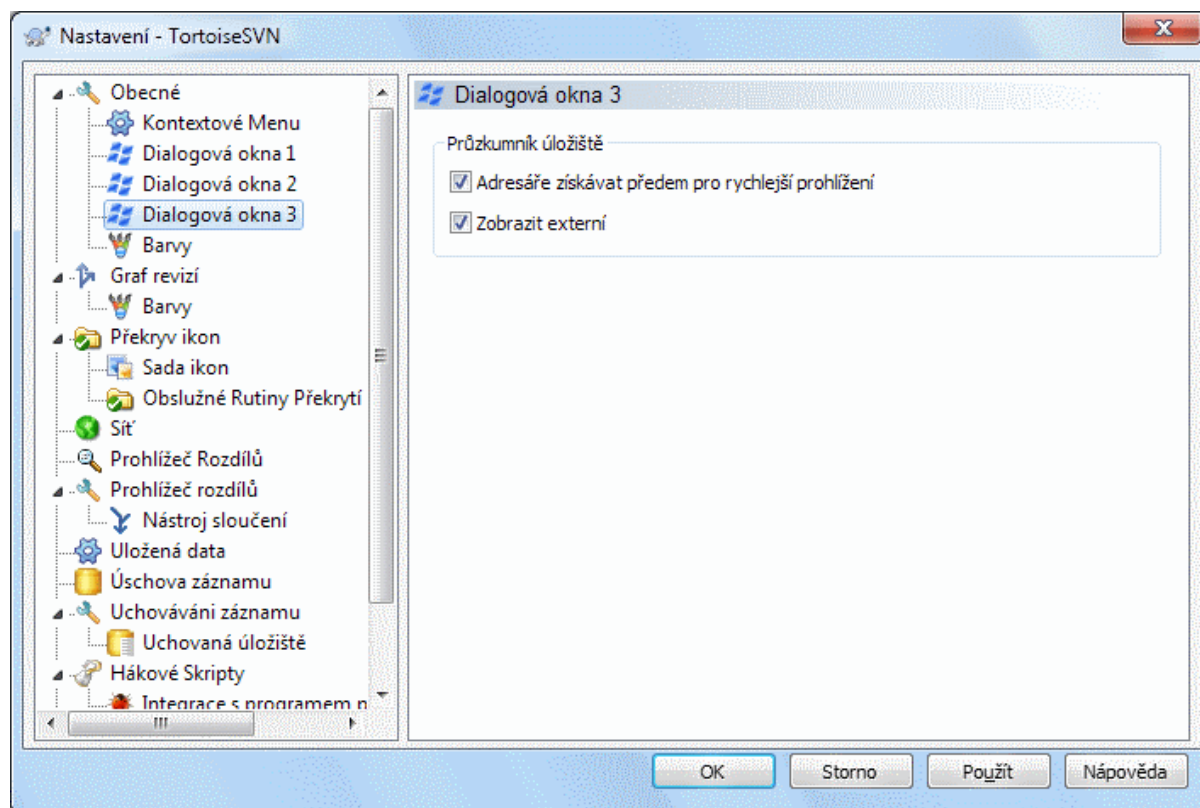 Nastavení - TortoiseSVN
Obecné
Kontextové Menu
Dialogová okna 1
Dialogová okna 2
Dialogová okna 3
Barvy
Graf revizí
Barvy
Překryv ikon
Sada ikon
Obslužné Rutiny Překrytí
Síť
Prohlížeč Rozdílů
Prohlížeč rozdílů
Nástroj sloučení
Uložená data
Úschova záznamu
Uchováváni záznamu
Uchovaná úložiště
Hákové Skripty
Integrace s programem p
Dialogová okna 3
Průzkumník úložiště
Adresáře získávat předem pro rychlejší prohlížení
Zobrazit externí
OK
Storno
Použít
Nápověda